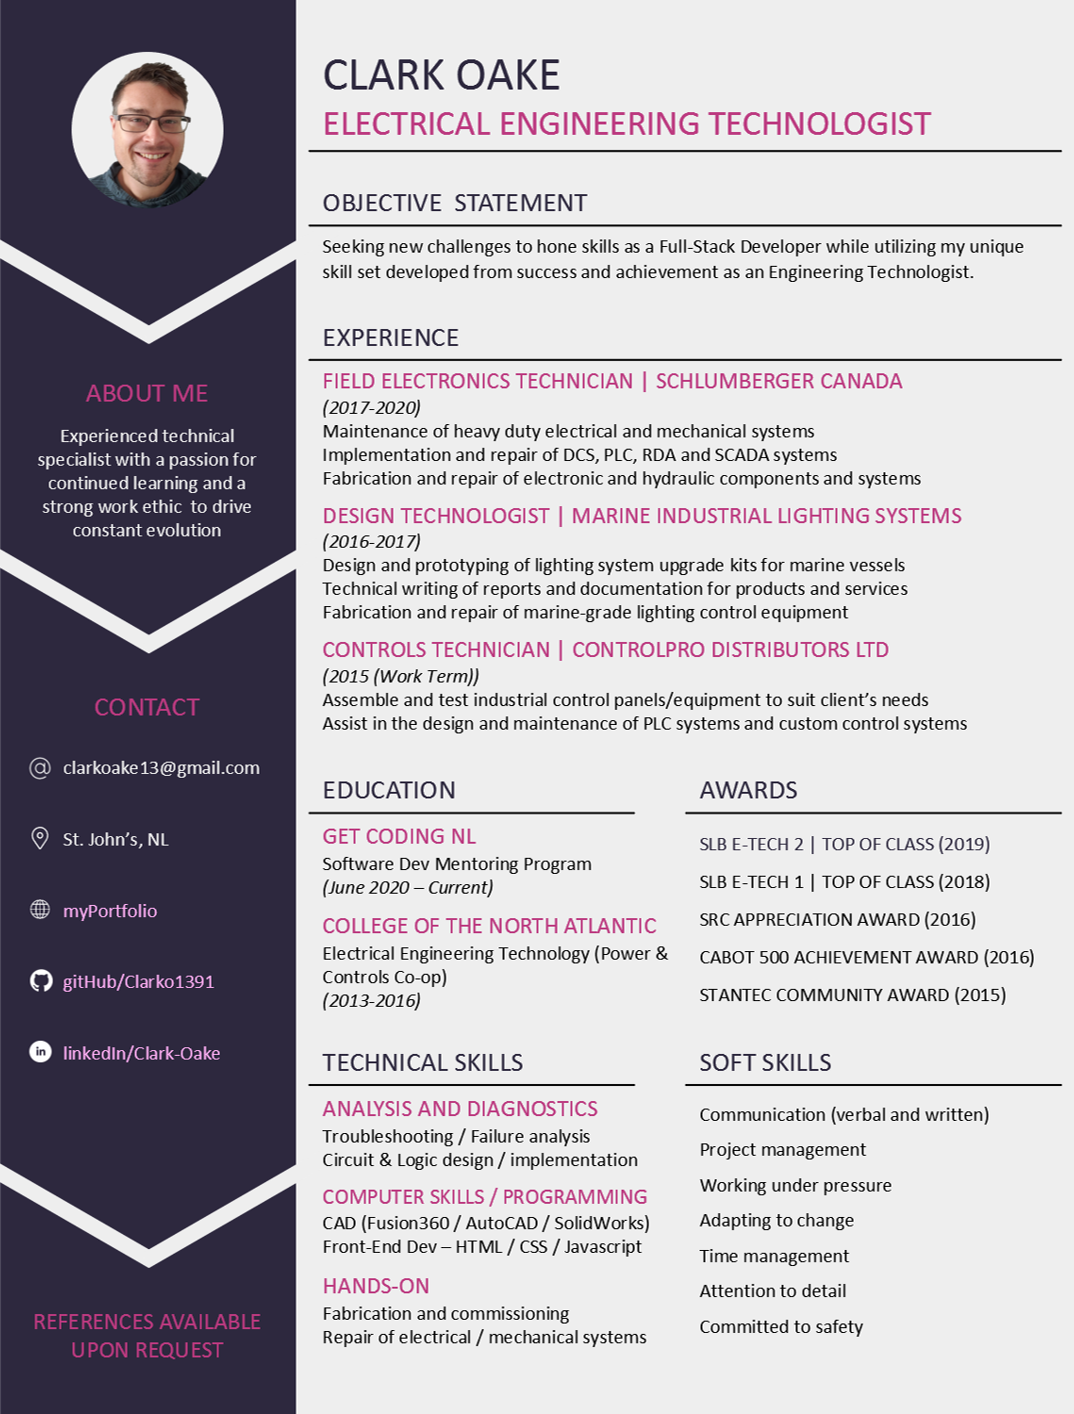 CLARK OAKE
ELECTRICAL ENGINEERING TECHNOLOGIST
OBJECTIVE STATEMENT
Seeking new challenges to hone skills as a Full-Stack Developer while utilizing my unique
skill set developed from success and achievement as an Engineering Technologist.
EXPERIENCE
FIELD ELECTRONICS TECHNICIAN | SCHLUMBERGER CANADA
(2017-2020)
Maintenance of heavy duty electrical and mechanical systems
Implementation and repair of DCS, PLC, RDA and SCADA systems
Fabrication and repair of electronic and hydraulic components and systems
DESIGN TECHNOLOGIST | MARINE INDUSTRIAL LIGHTING SYSTEMS
(2016-2017)
Design and prototyping of lighting system upgrade kits for marine vessels
Technical writing of reports and documentation for products and services
Fabrication and repair of marine-grade lighting control equipment
CONTROLS TECHNICIAN | CONTROLPRO DISTRIBUTORS LTD
(2015 (Work Term))
Assemble and test industrial control panels/equipment to suit client’s needs
Assist in the design and maintenance of PLC systems and custom control systems
EDUCATION
GET CODING NL
Software Dev Mentoring Program
(June 2020 – Current)
COLLEGE OF THE NORTH ATLANTIC
Electrical Engineering Technology (Power &
Controls Co-op)
(2013-2016)
AWARDS
SLB E-TECH 2 | TOP OF CLASS (2019)
SLB E-TECH 1 | TOP OF CLASS (2018)
SRC APPRECIATION AWARD (2016)
CABOT 500 ACHIEVEMENT AWARD (2016)
STANTEC COMMUNITY AWARD (2015)
TECHNICAL SKILLS
ANALYSIS AND DIAGNOSTICS
Troubleshooting / Failure analysis
Circuit & Logic design / implementation
COMPUTER SKILLS / PROGRAMMING
CAD (Fusion360 / AutoCAD / SolidWorks)
Front-End Dev – HTML / CSS / Javascript
HANDS-ON
Fabrication and commissioning
Repair of electrical / mechanical systems
SOFT SKILLS
Communication (verbal and written)
Project management
Working under pressure
Adapting to change
Time management
Attention to detail
Committed to safety
ABOUT ME
Experienced technical
specialist with a passion for
continued learning and a
strong work ethic to drive
constant evolution
CONTACT
@ clarkoake13@gmail.com
St. John’s, NL
myPortfolio
gitHub/Clarko1391
in linkedIn/Clark-Oake
REFERENCES AVAILABLE
UPON REQUEST